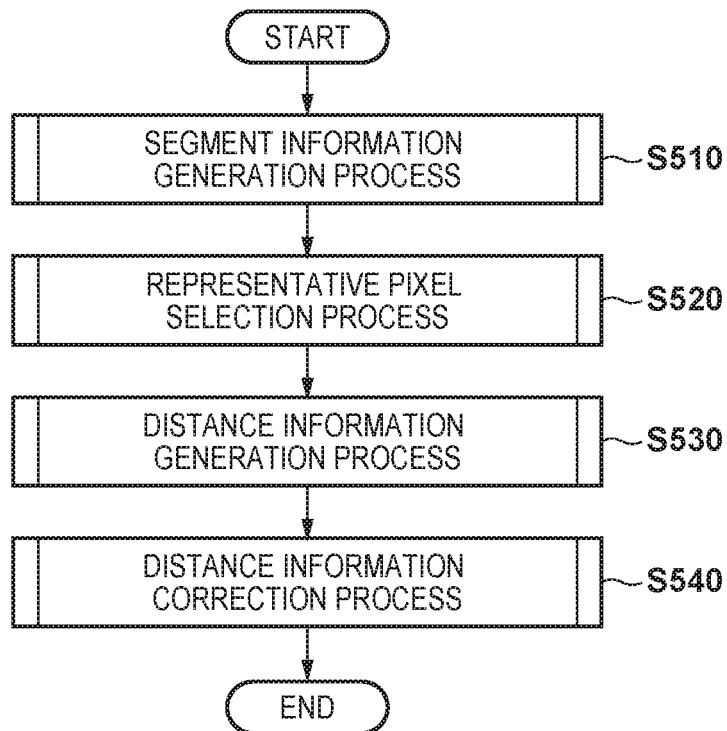 START
SEGMENT INFORMATION
GENERATION PROCESS
S510
REPRESENTATIVE PIXEL
SELECTION PROCESS
S520
DISTANCE INFORMATION
GENERATION PROCESS
S530
DISTANCE INFORMATION
CORRECTION PROCESS
S540
END